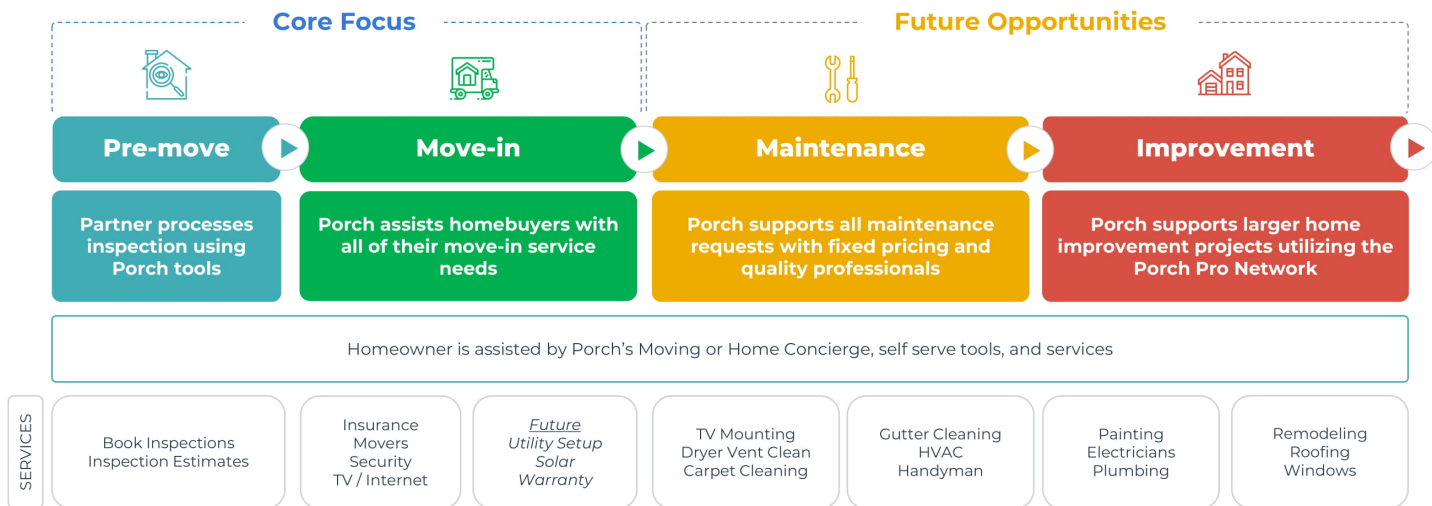 Core Focus
Future Opportunities
Pre-move
Move-in
Maintenance
Improvement
Partner processes
inspection using
Porch tools
Porch assists homebuyers with
all of their move-in service
needs
Porch supports all maintenance
requests with fixed pricing and
quality professionals
Porch supports larger home
improvement projects utilizing the
Porch Pro Network
Homeowner is assisted by Porch's Moving or Home Concierge, self serve tools, and services
SERVICES
Book Inspections
Inspection Estimates
Insurance
Movers
Security
TV / Internet
Future
Utility Setup
Solar
Warranty
TV Mounting
Dryer Vent Clean
Carpet Cleaning
Gutter Cleaning
HVAC
Handyman
Painting
Electricians
Plumbing
Remodeling
Roofing
Windows